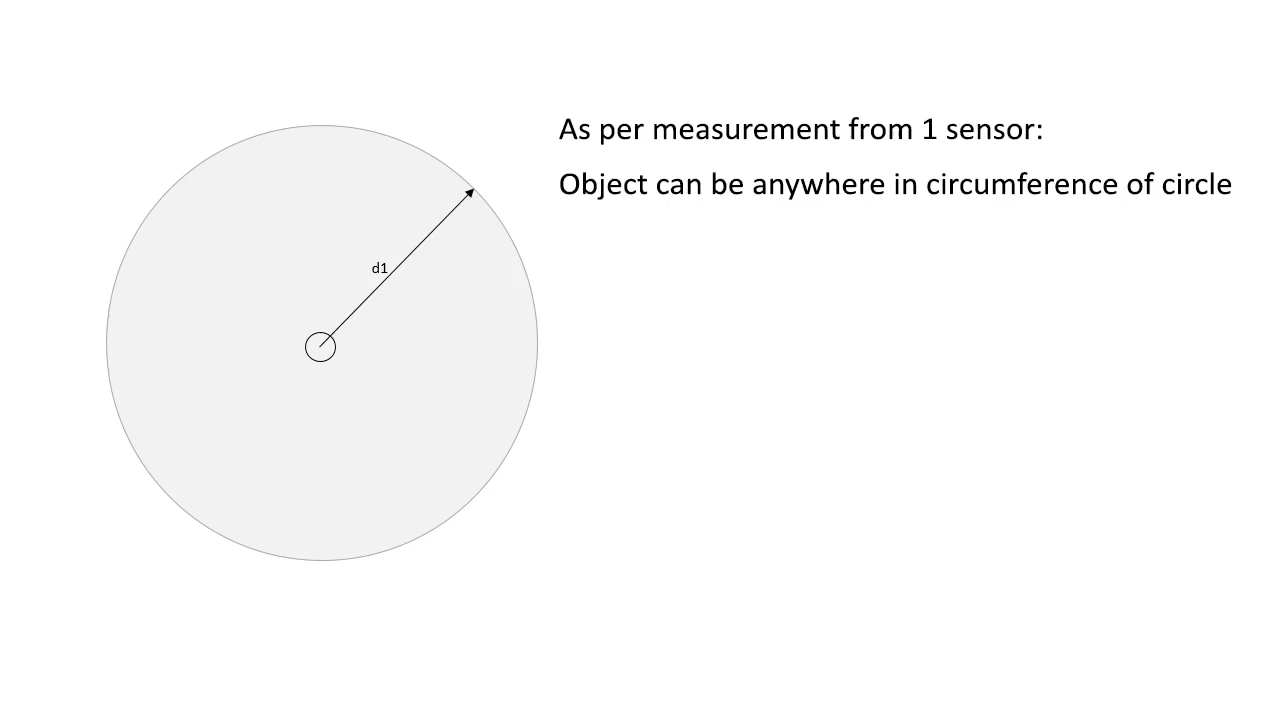 As per measurement from 1 sensor:
Object can be anywhere in circumference of circle
d1